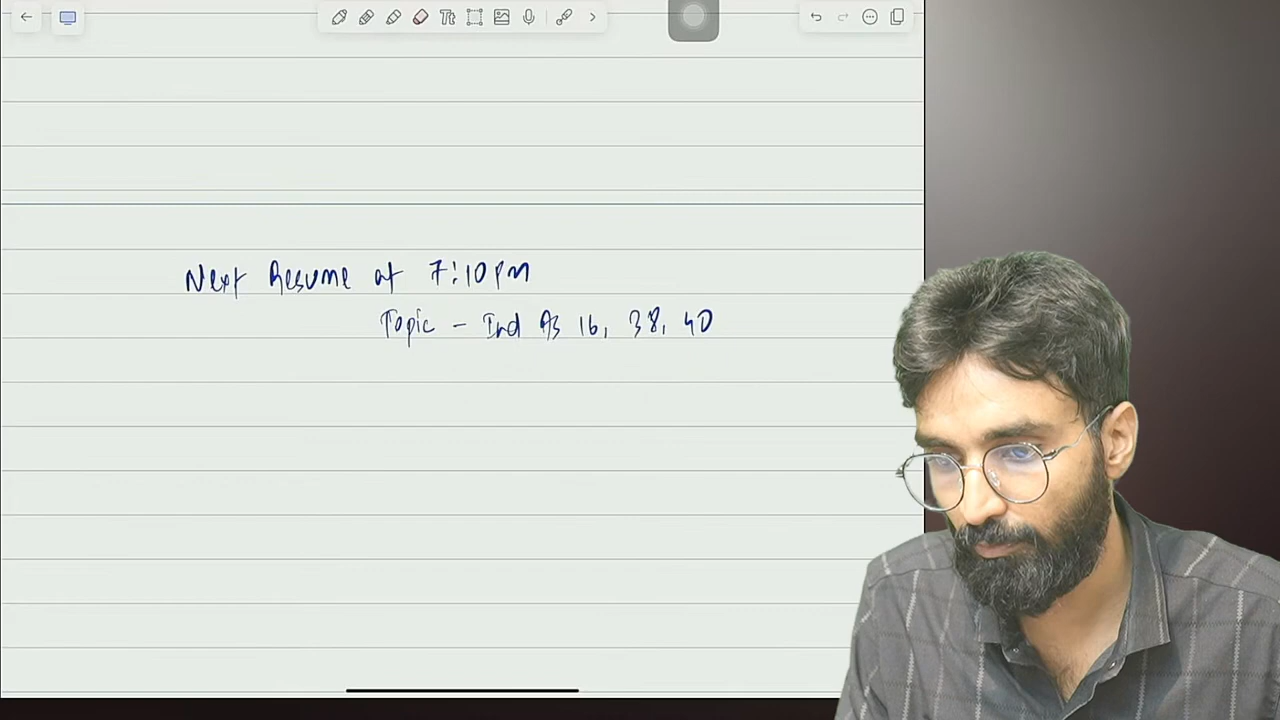 Next Resume at 7:10PM
Topic - Ind As 16, 38, 40